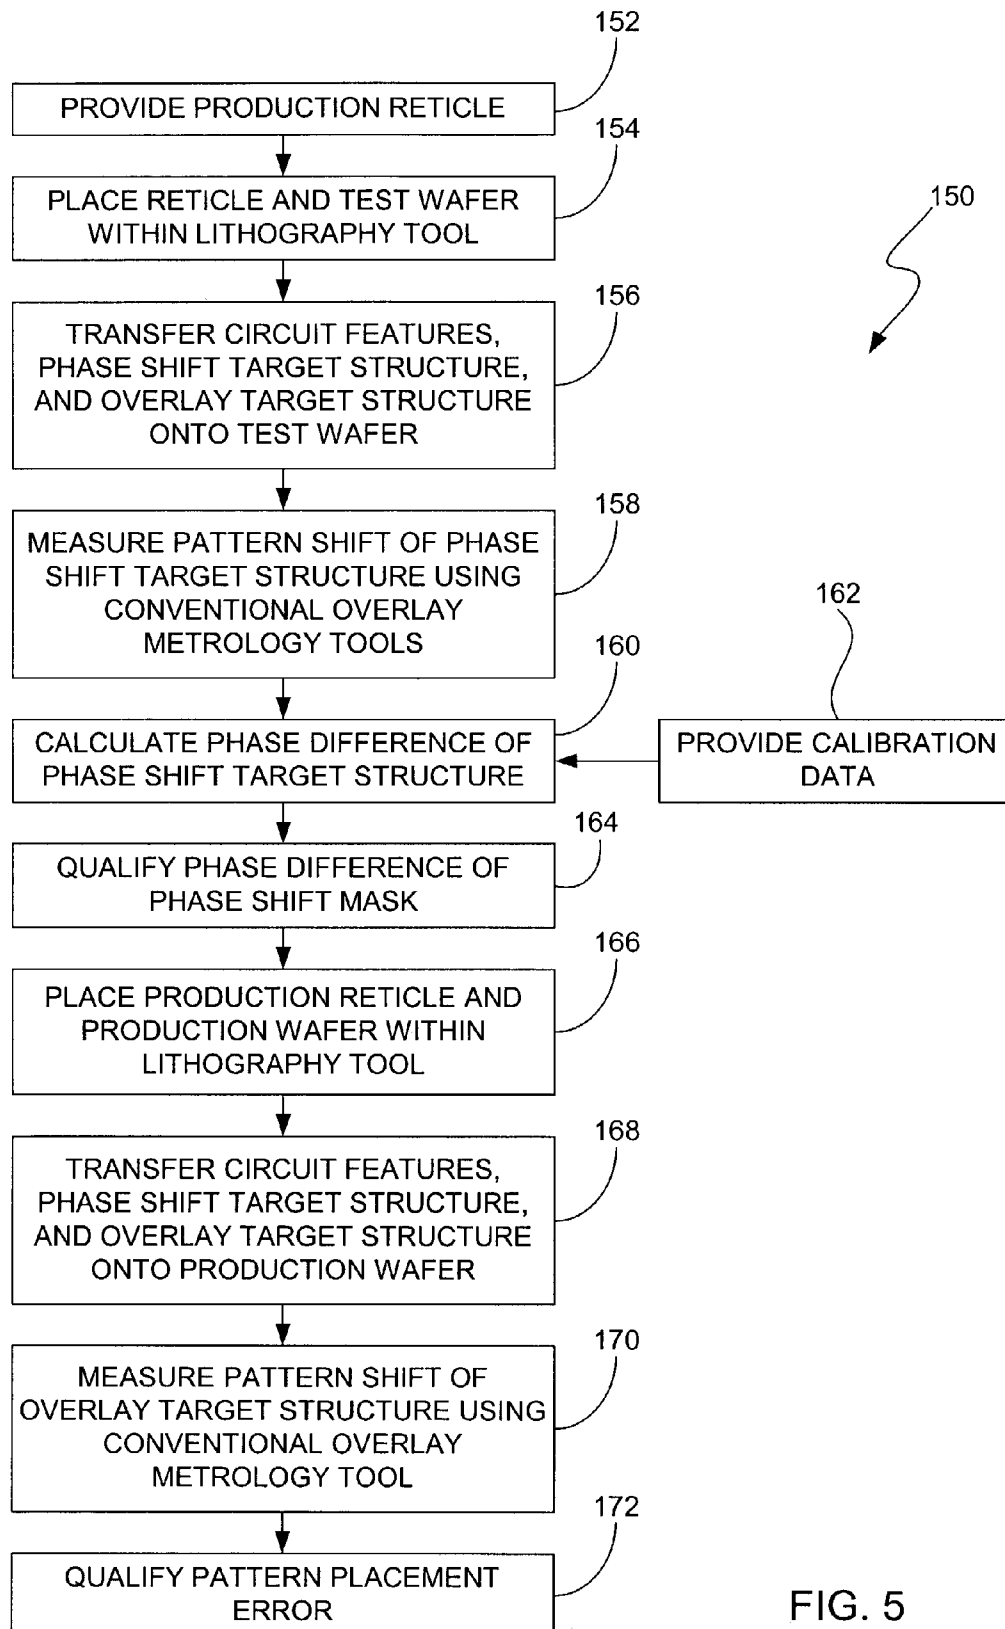 152
PROVIDE PRODUCTION RETICLE
154
PLACE RETICLE AND TEST WAFER
WITHIN LITHOGRAPHY TOOL
150
156
TRANSFER CIRCUIT FEATURES,
PHASE SHIFT TARGET STRUCTURE,
AND OVERLAY TARGET STRUCTURE
ONTO TEST WAFER
158
MEASURE PATTERN SHIFT OF PHASE
SHIFT TARGET STRUCTURE USING
CONVENTIONAL OVERLAY
METROLOGY TOOLS
162
160
CALCULATE PHASE DIFFERENCE OF
PHASE SHIFT TARGET STRUCTURE
PROVIDE CALIBRATION
DATA
164
QUALIFY PHASE DIFFERENCE OF
PHASE SHIFT MASK
166
PLACE PRODUCTION RETICLE AND
PRODUCTION WAFER WITHIN
LITHOGRAPHY TOOL
168
TRANSFER CIRCUIT FEATURES,
PHASE SHIFT TARGET STRUCTURE,
AND OVERLAY TARGET STRUCTURE
ONTO PRODUCTION WAFER
170
MEASURE PATTERN SHIFT OF
OVERLAY TARGET STRUCTURE USING
CONVENTIONAL OVERLAY
METROLOGY TOOL
172
QUALIFY PATTERN PLACEMENT
ERROR
FIG. 5